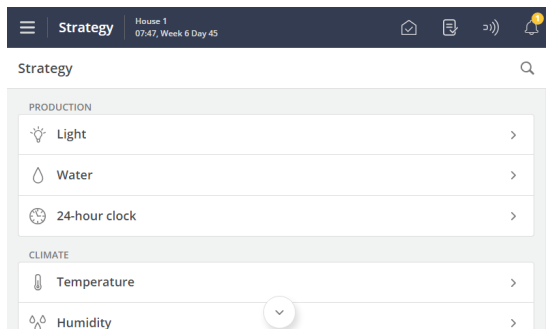 Strategy
House 1
07:47, Week 6 Day 45
1
Strategy
PRODUCTION
Light
Water
24-hour clock
CLIMATE
Temperature
Humidity